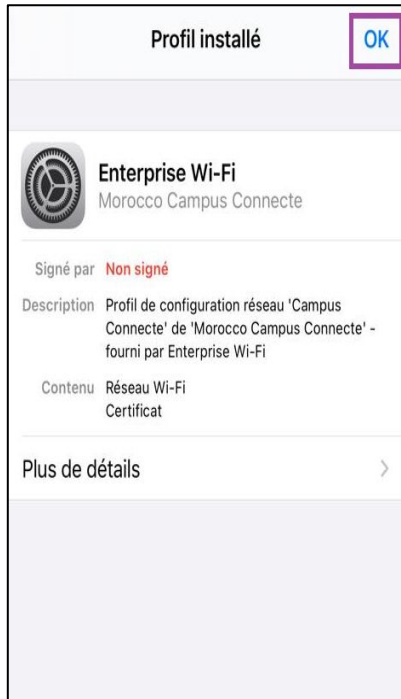 Profil installé OK
Enterprise Wi-Fi
Morocco Campus Connecte
Signé par Non signé
Description Profil de configuration réseau 'Campus
Connecte' de 'Morocco Campus Connecte' -
fourni par Enterprise Wi-Fi
Contenu Réseau Wi-Fi
Certificat
Plus de détails